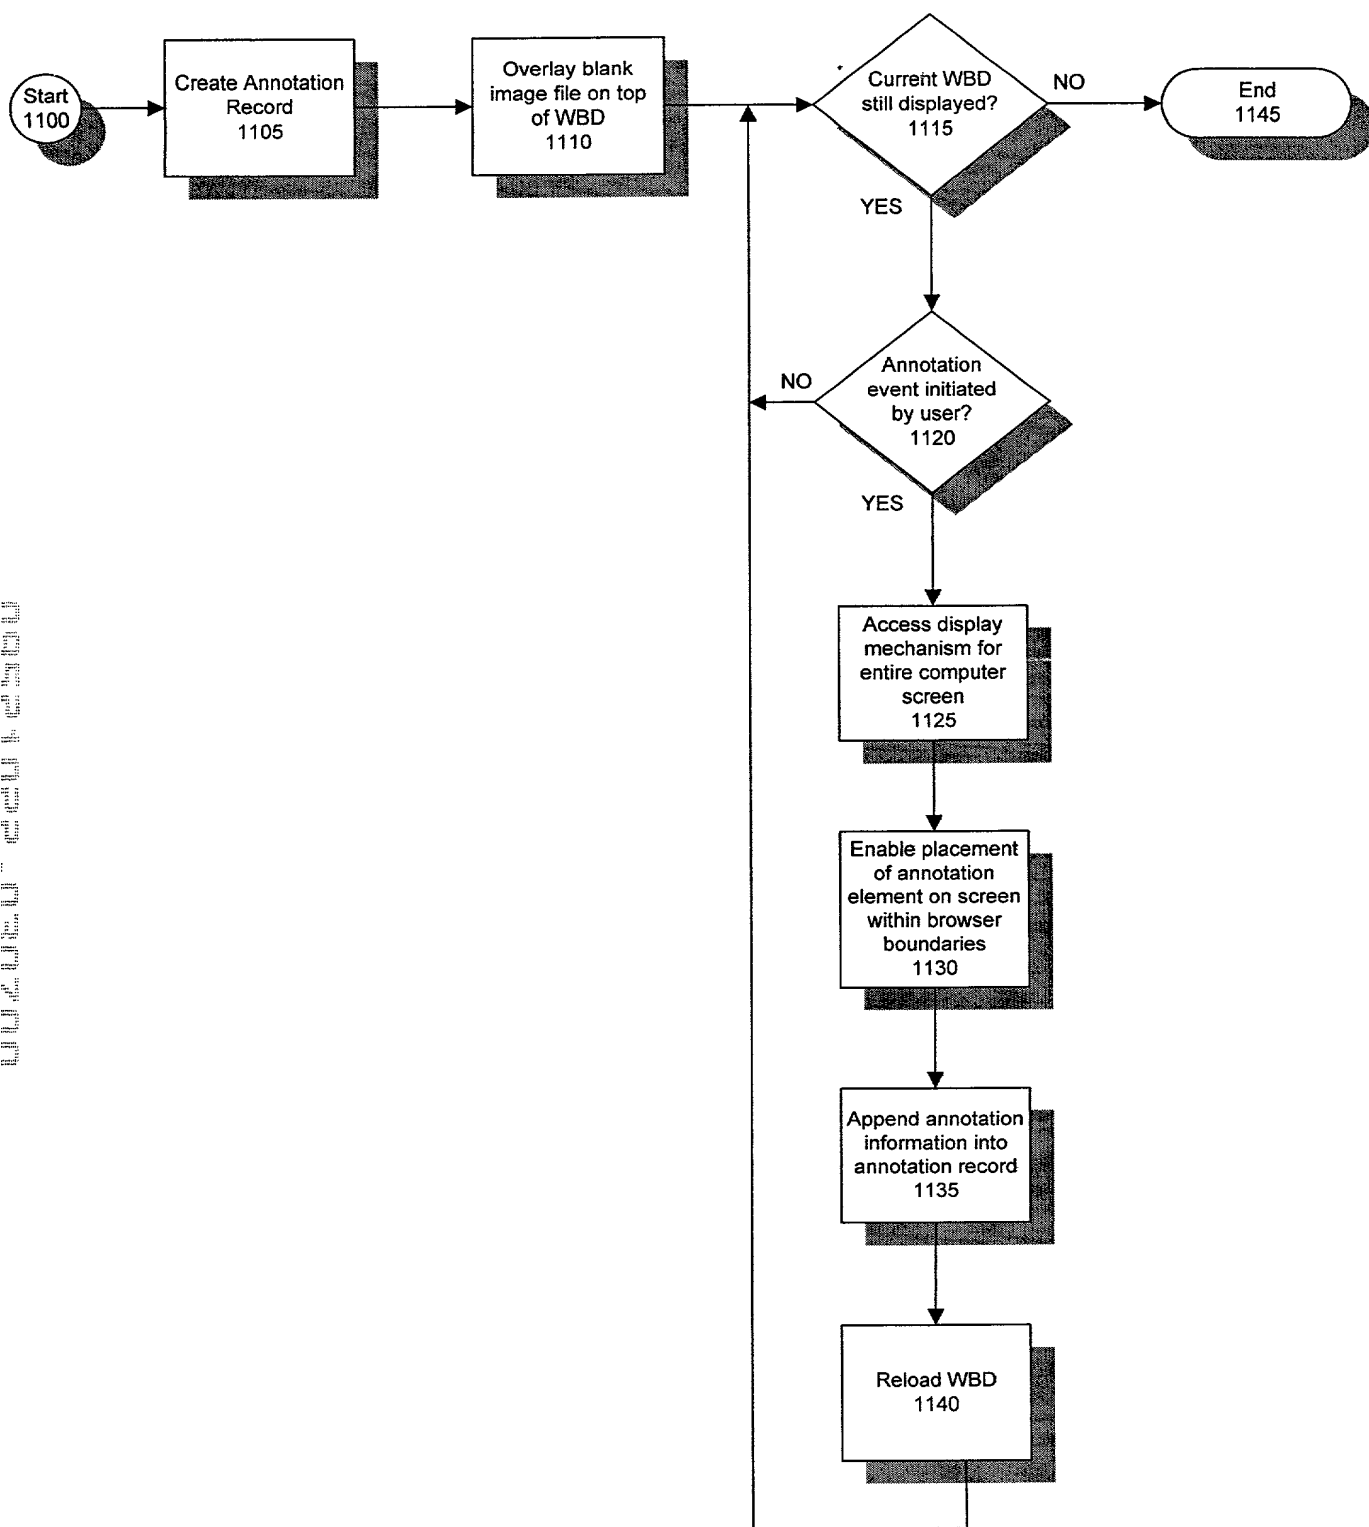 Start
1100
Create Annotation
Record
1105
Overlay blank
image file on top
of WBD
1110
Current WBD
still displayed?
1115
NO
End
1145
YES
Annotation
event initiated
by user?
1120
NO
YES
Access display
mechanism for
entire computer
screen
1125
Enable placement
of annotation
element on screen
within browser
boundaries
1130
Append annotation
information into
annotation record
1135
Reload WBD
1140